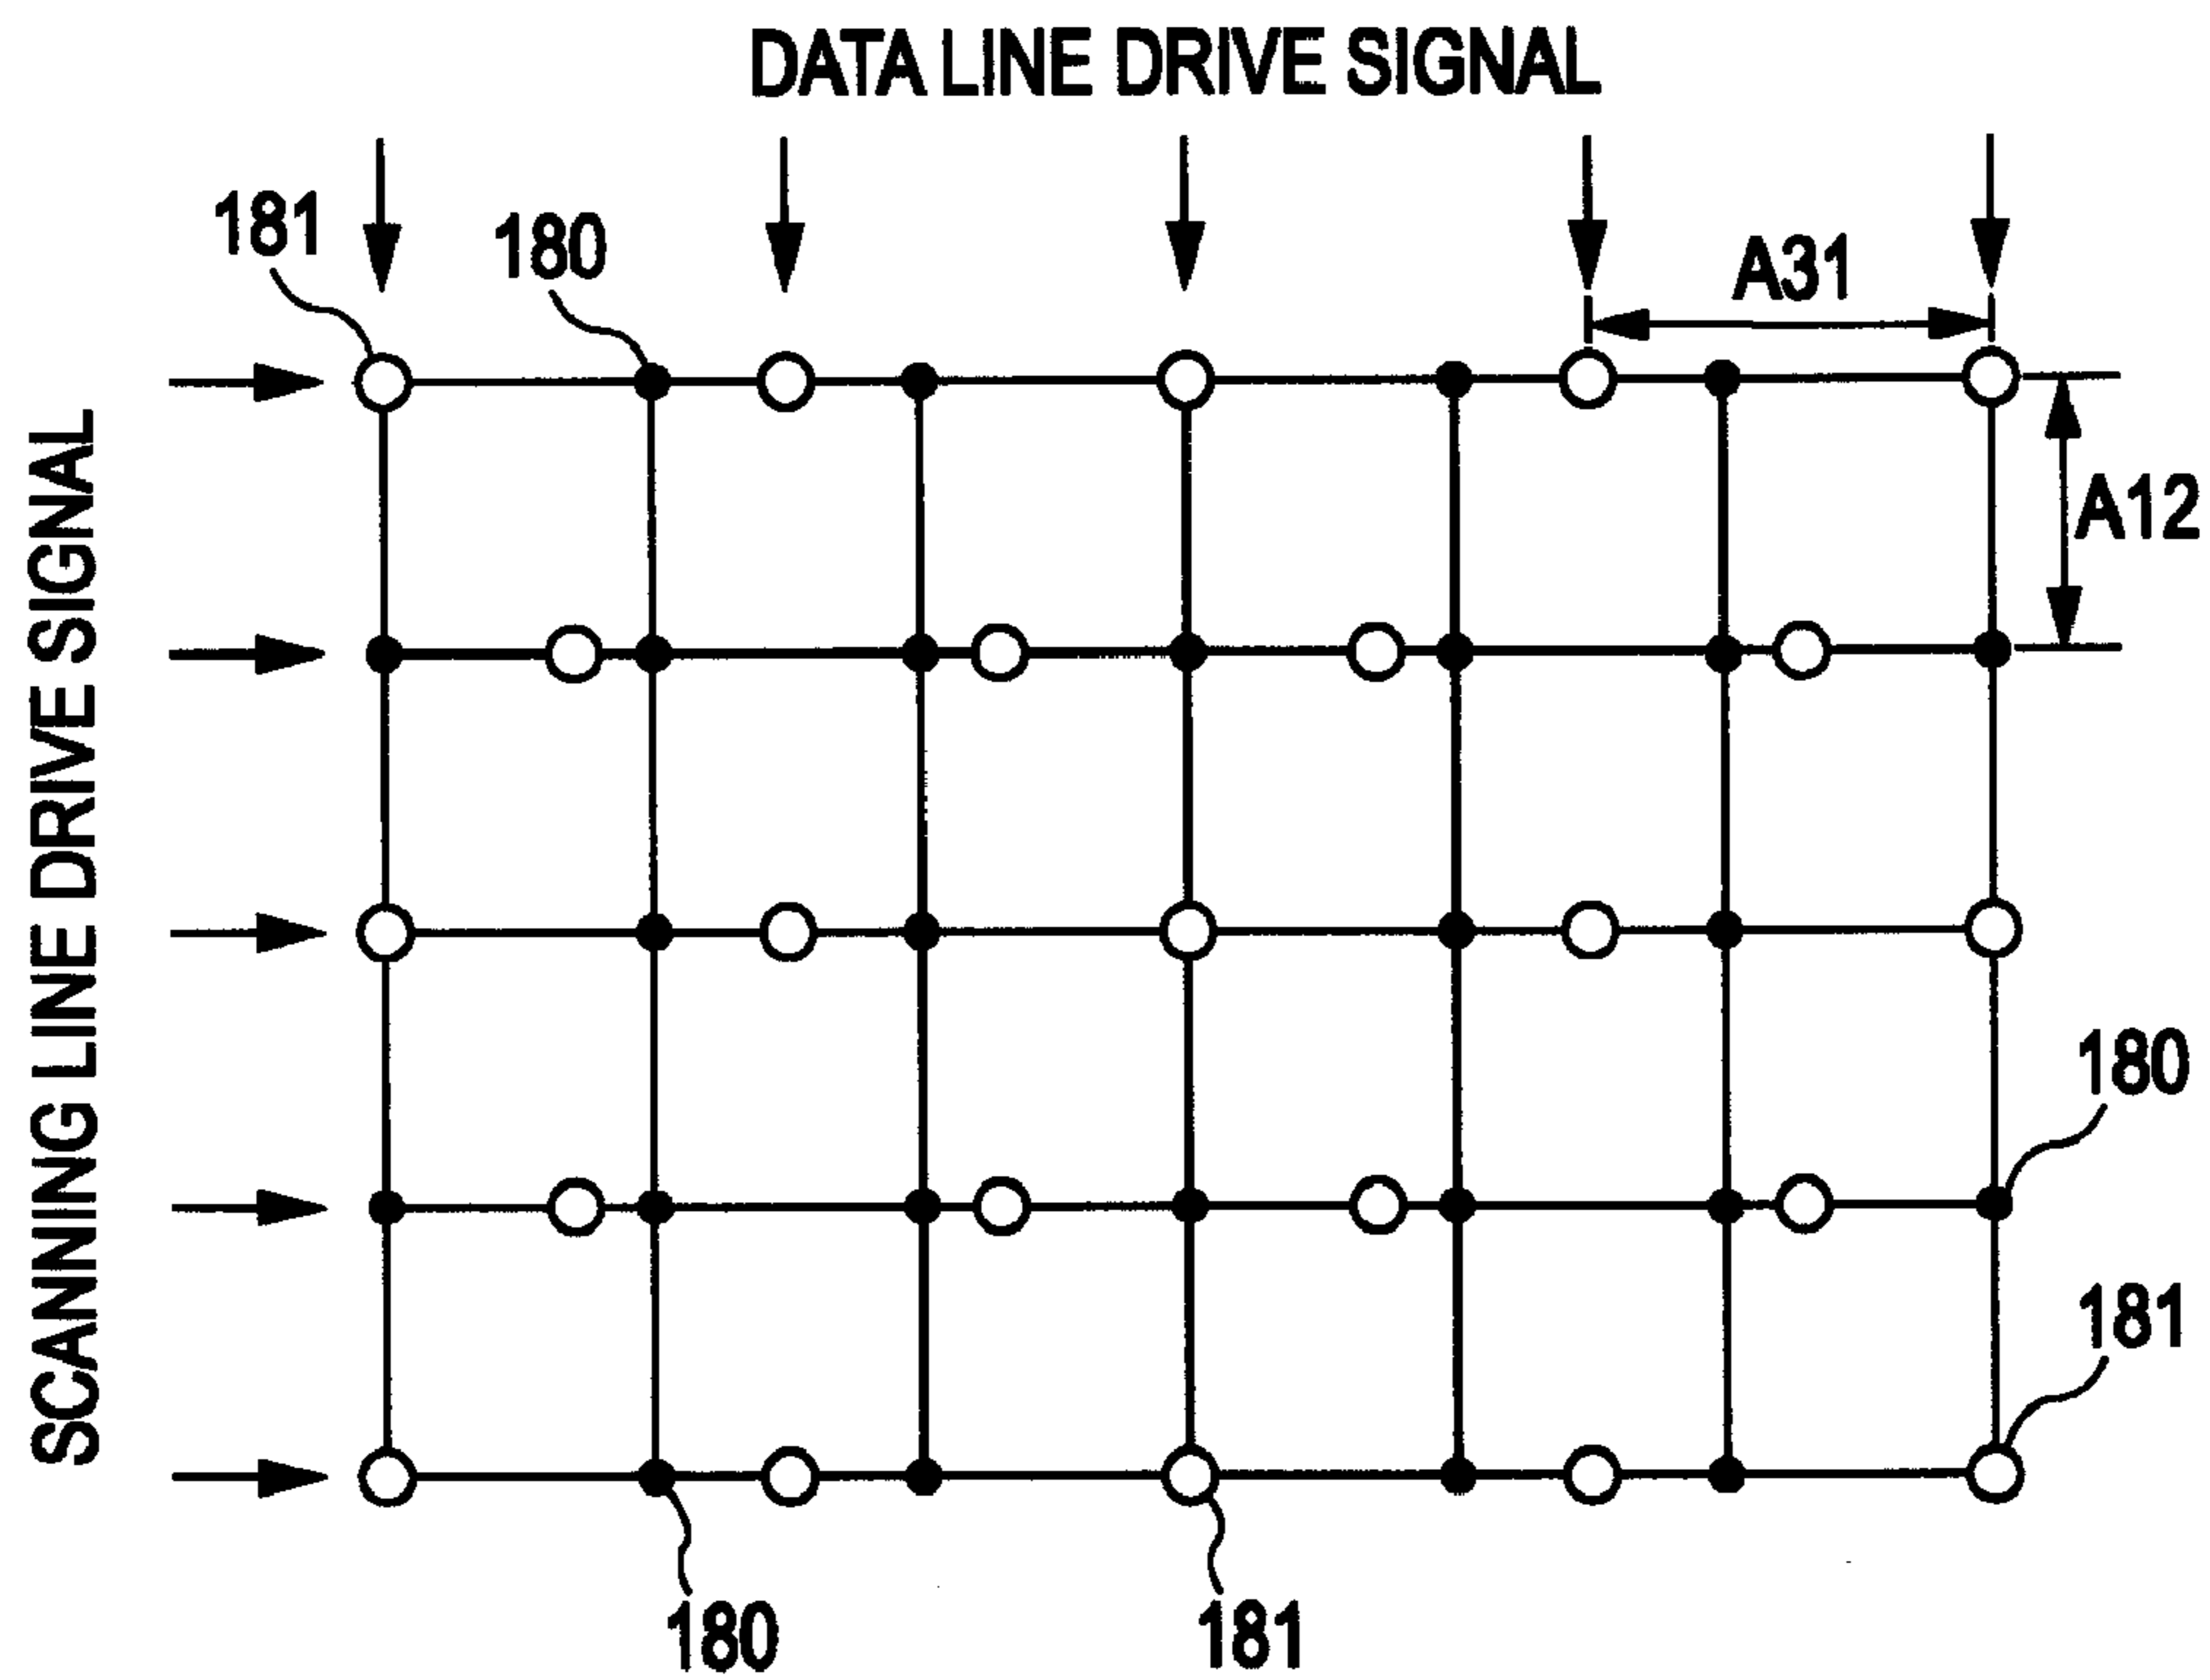 DATA LINE DRIVE SIGNAL
181
180
A31
A12
SCANNING LINE DRIVE SIGNAL
180
181
180
181